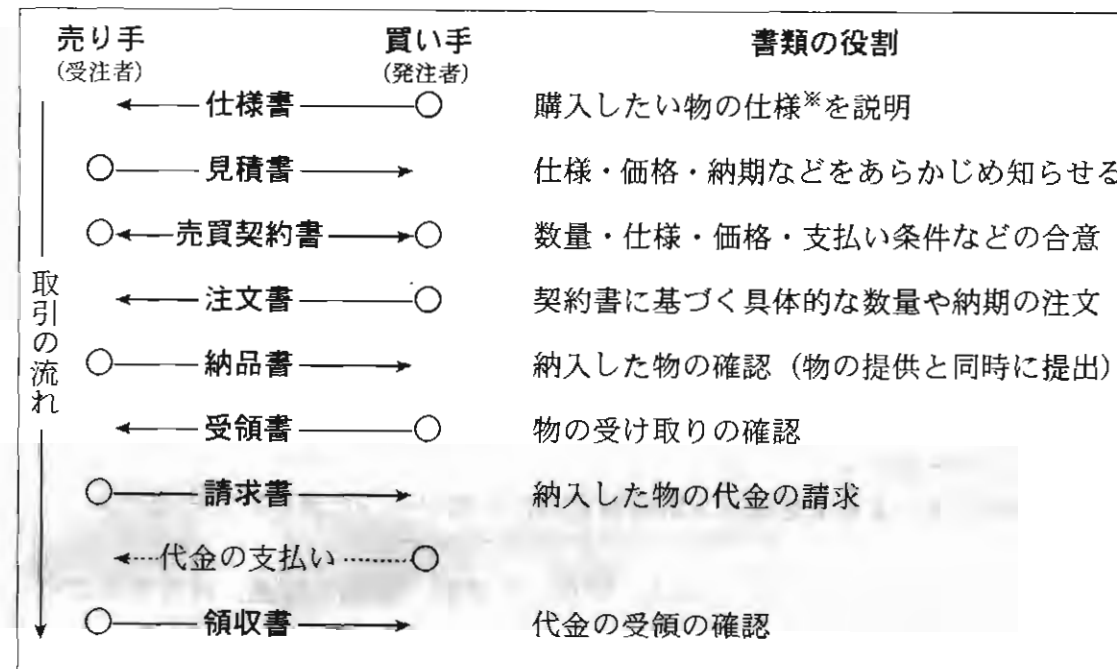 売り手 買い手 書類の役割
(受注者) (発注者)
仕様書 購入したい物の仕様※を説明
見積書 仕様・価格・納期などをあらかじめ知らせる
売買契約書 数量・仕様・価格・支払い条件などの合意
注文書 契約書に基づく具体的な数量や納期の注文
納品書 納入した物の確認(物の提供と同時に提出)
受領書 物の受け取りの確認
請求書 納入した物の代金の請求
代金の支払い
領収書 代金の受領の確認
取引の流れ